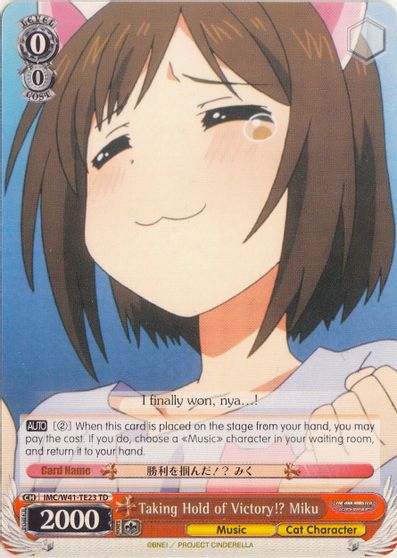 LEVEL
0
0
COST
I finally won, nya…!
AUTO [②] When this card is placed on the stage from your hand, you may
pay the cost. If you do, choose a «Music» character in your waiting
room, and return it to your hand.
Card Name 勝利を掴んだ!? みく
CH IMC/W41-TE23 TD
Taking Hold of Victory!? Miku
2000
Music Cat Character
©BNEI / PROJECT CINDERELLA